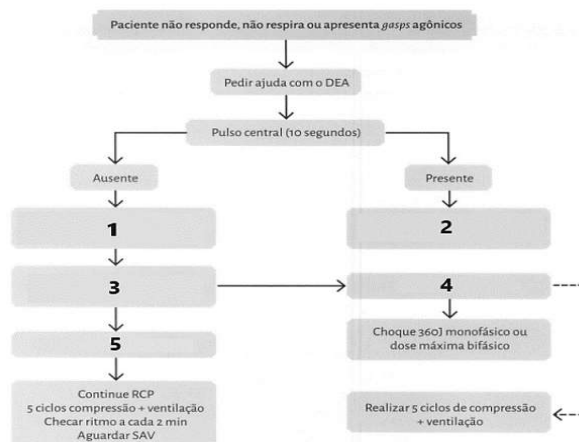 Paciente não responde, não respira ou apresenta gasps agônicos
Pedir ajuda com o DEA
Pulso central (10 segundos)
Ausente
Presente
1
2
3
4
5
Choque 360J monofásico ou
dose máxima bifásico
Continue RCP
5 ciclos compressão + ventilação
Checar ritmo a cada 2 min
Aguardar SAV
Realizar 5 ciclos de compressão
+ ventilação